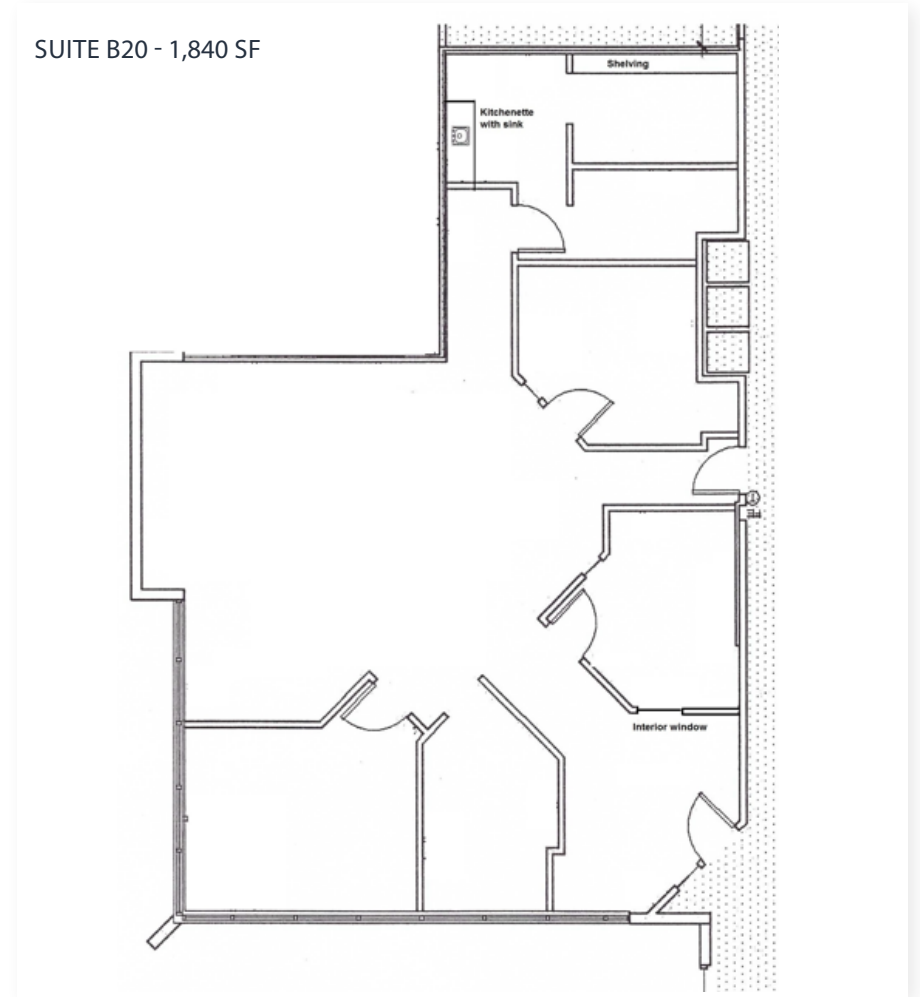 SUITE B20 - 1,840 SF
Shelving
Kitchenette
with sink
Interior window